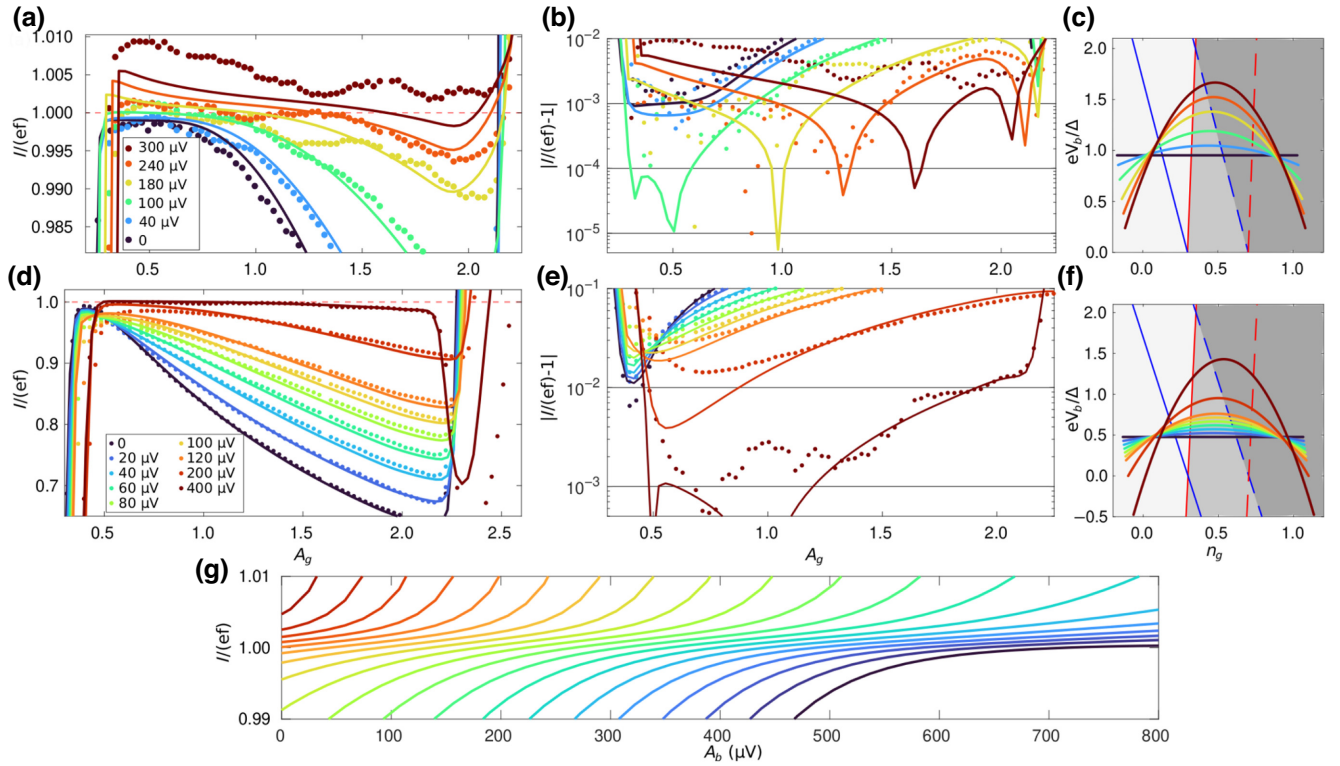 (a)
1.010
1.005
1.000
0.995
0.990
0.985
I/(ef)
300 µV
240 µV
180 µV
100 µV
40 µV
0
0.5 1.0 1.5 2.0
(b)
10⁻²
10⁻³
10⁻⁴
10⁻⁵
|I/(ef)-1|
0.5 1.0 1.5 2.0
(c)
2.0
1.5
1.0
0.5
0.0
eV_b/Δ
0.0 0.5 1.0
(d)
1.0
0.9
0.8
0.7
I/(ef)
0 100 µV
20 µV 120 µV
40 µV 200 µV
60 µV 400 µV
80 µV
0.5 1.0 1.5 2.0 2.5
A_g
(e)
10⁻¹
10⁻²
10⁻³
|I/(ef)-1|
0.5 1.0 1.5 2.0
A_g
(f)
2.0
1.5
1.0
0.5
0.0
−0.5
eV_b/Δ
0.0 0.5 1.0
n_g
(g)
1.01
1.00
0.99
I/(ef)
0 100 200 300 400 500 600 700 800
A_b (µV)